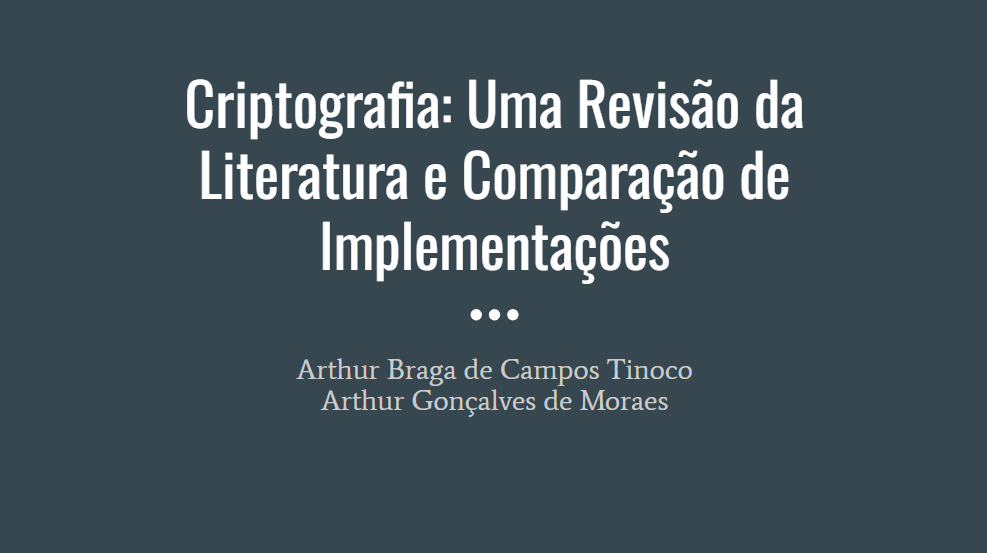 Criptografia: Uma Revisão da
Literatura e Comparação de
Implementações
Arthur Braga de Campos Tinoco
Arthur Gonçalves de Moraes